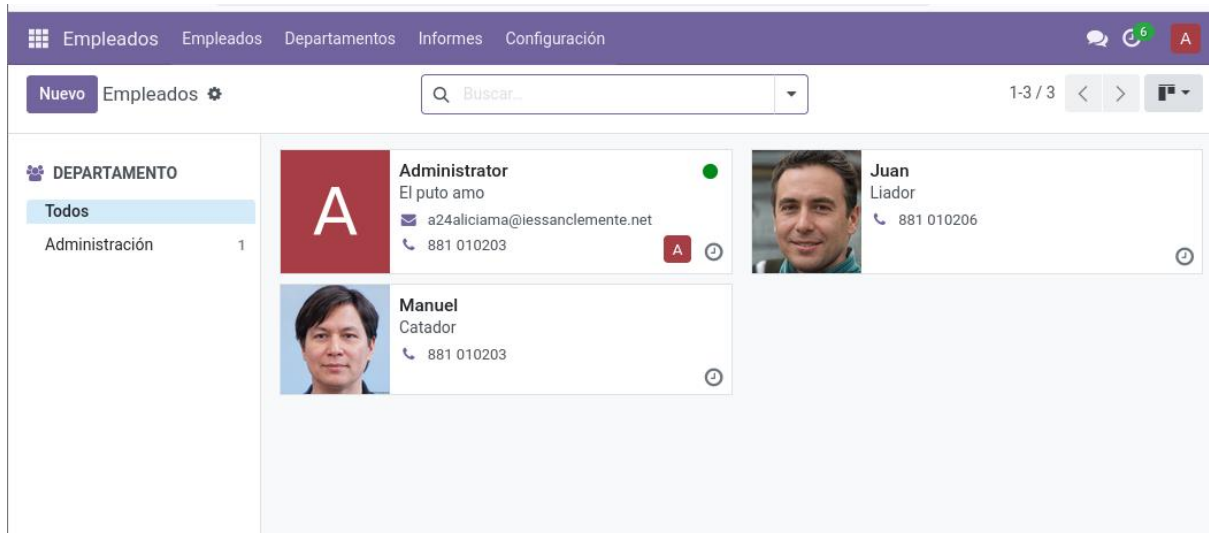 Empleados Empleados Departamentos Informes Configuración 6 A
Nuevo Empleados Buscar... 1-3 / 3
DEPARTAMENTO
Todos
Administración 1
A
Administrator
El puto amo
a24aliciama@iessanclemente.net
881 010203
A
Juan
Liador
881 010206
Manuel
Catador
881 010203